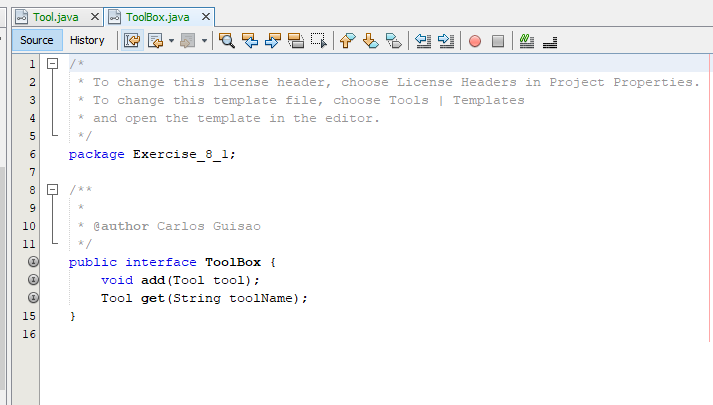 Tool.java ToolBox.java
Source History
1 /*
2 * To change this license header, choose License Headers in Project Properties.
3 * To change this template file, choose Tools | Templates
4 * and open the template in the editor.
5 */
6 package Exercise_8_1;
7
8 /**
9 *
10 * @author Carlos Guisao
11 */
public interface ToolBox {
void add(Tool tool);
Tool get(String toolName);
15 }
16